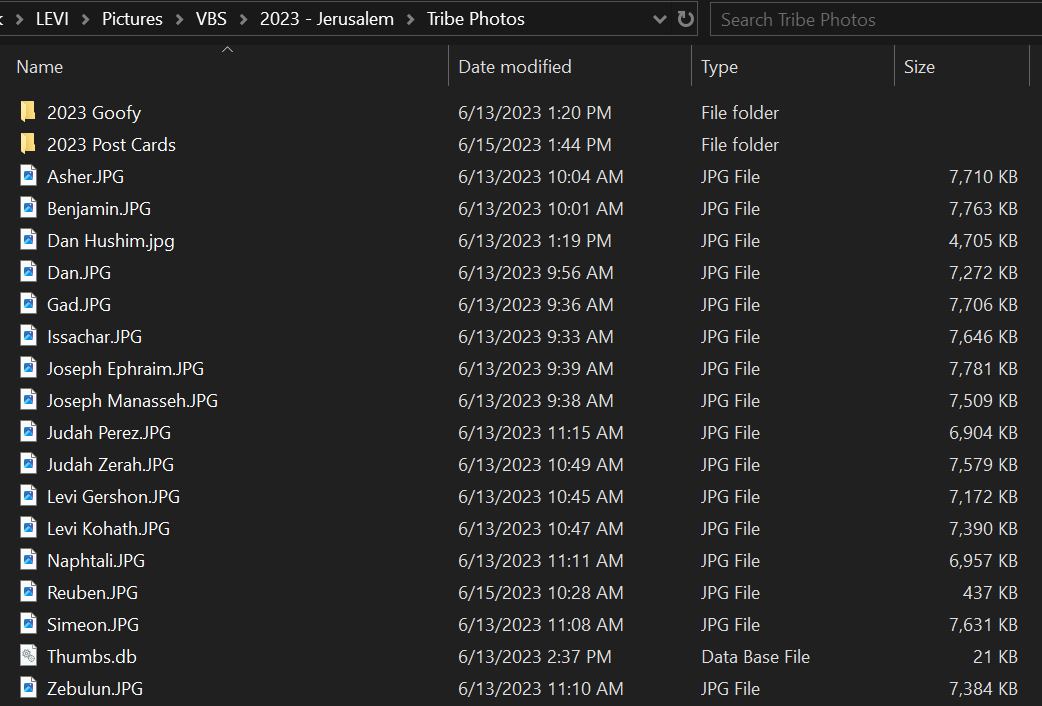 LEVI > Pictures > VBS > 2023 - Jerusalem > Tribe Photos Search Tribe Photos
Name Date modified Type Size
2023 Goofy 6/13/2023 1:20 PM File folder
2023 Post Cards 6/15/2023 1:44 PM File folder
Asher.JPG 6/13/2023 10:04 AM JPG File 7,710 KB
Benjamin.JPG 6/13/2023 10:01 AM JPG File 7,763 KB
Dan Hushim.jpg 6/13/2023 1:19 PM JPG File 4,705 KB
Dan.JPG 6/13/2023 9:56 AM JPG File 7,272 KB
Gad.JPG 6/13/2023 9:36 AM JPG File 7,706 KB
Issachar.JPG 6/13/2023 9:33 AM JPG File 7,646 KB
Joseph Ephraim.JPG 6/13/2023 9:39 AM JPG File 7,781 KB
Joseph Manasseh.JPG 6/13/2023 9:38 AM JPG File 7,509 KB
Judah Perez.JPG 6/13/2023 11:15 AM JPG File 6,904 KB
Judah Zerah.JPG 6/13/2023 10:49 AM JPG File 7,579 KB
Levi Gershon.JPG 6/13/2023 10:45 AM JPG File 7,172 KB
Levi Kohath.JPG 6/13/2023 10:47 AM JPG File 7,390 KB
Naphtali.JPG 6/13/2023 11:11 AM JPG File 6,957 KB
Reuben.JPG 6/15/2023 10:28 AM JPG File 437 KB
Simeon.JPG 6/13/2023 11:08 AM JPG File 7,631 KB
Thumbs.db 6/13/2023 2:37 PM Data Base File 21 KB
Zebulun.JPG 6/13/2023 11:10 AM JPG File 7,384 KB